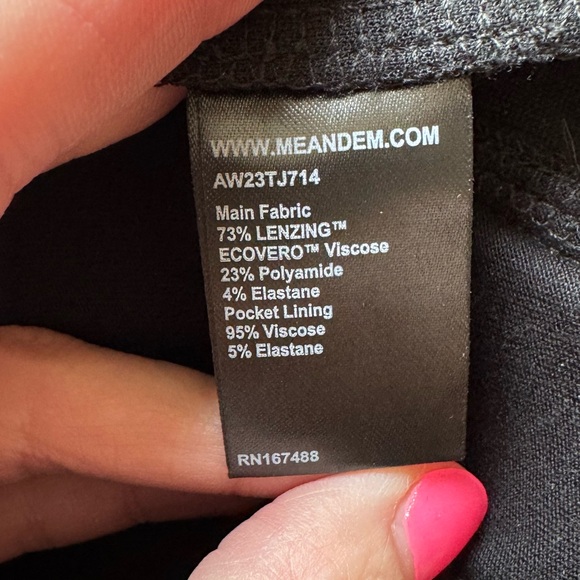 WWW.MEANDEM.COM
AW23TJ714
Main Fabric
73% LENZING™
ECOVERO™ Viscose
23% Polyamide
4% Elastane
Pocket Lining
95% Viscose
5% Elastane
RN167488